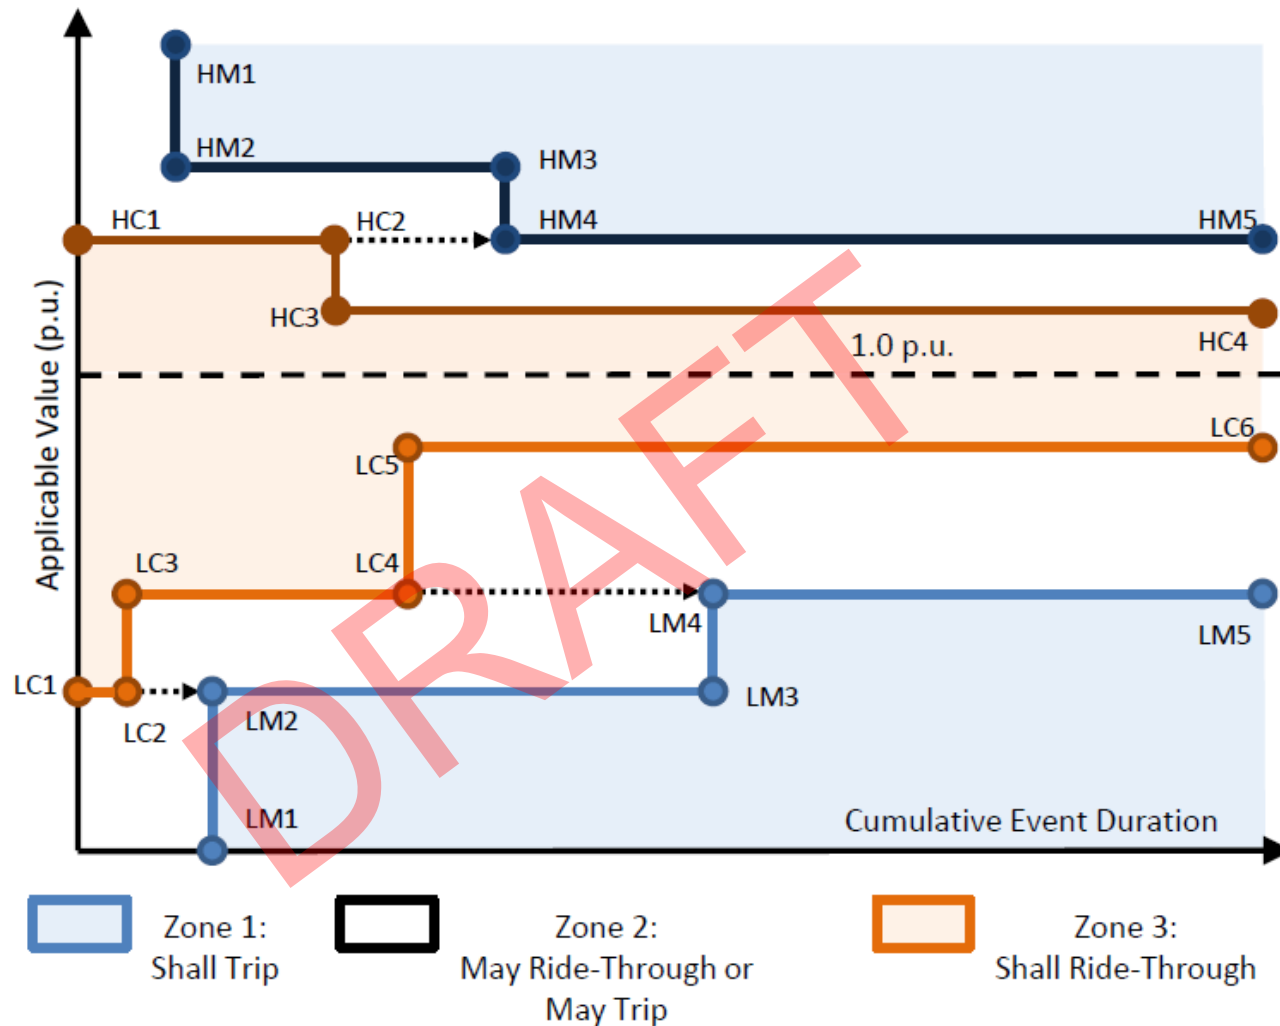 HM1
HM2
HM3
HC1
HC2
HM4
HM5
HC3
1.0 p.u.
HC4
Applicable Value (p.u.)
LC6
LC5
LC3
LC4
LM4
LM5
LC1
LC2
LM2
LM3
LM1
Cumulative Event Duration
DRAFT
Zone 1:
Shall Trip
Zone 2:
May Ride-Through or
May Trip
Zone 3:
Shall Ride-Through